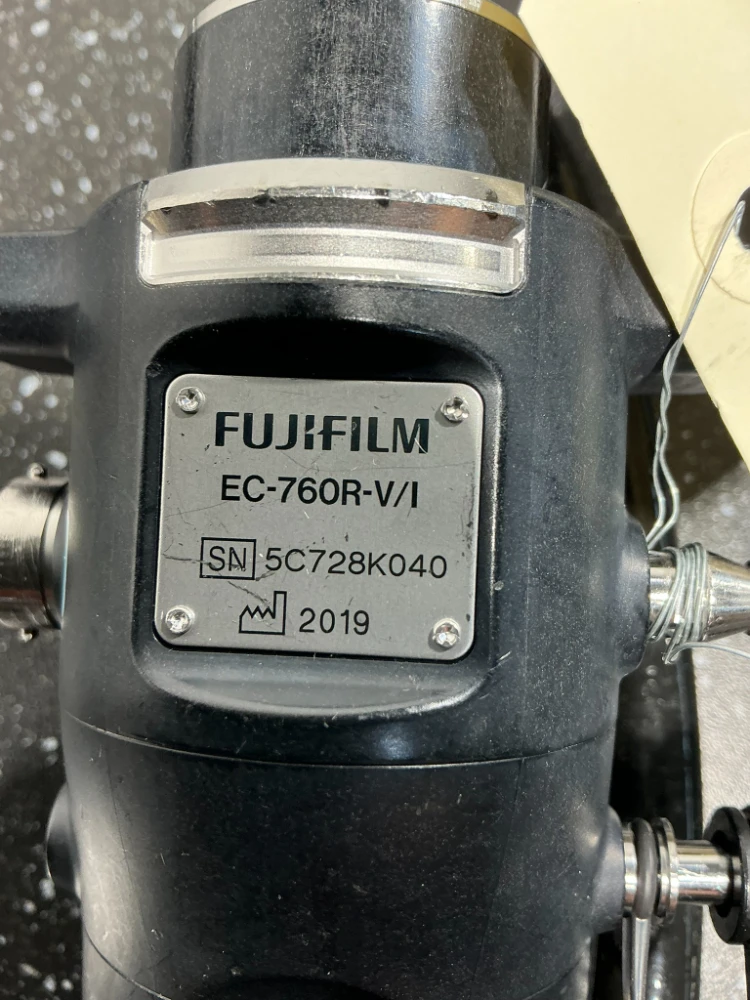 FUJIFILM
EC-760R-V/I
SN 5C728K040
2019